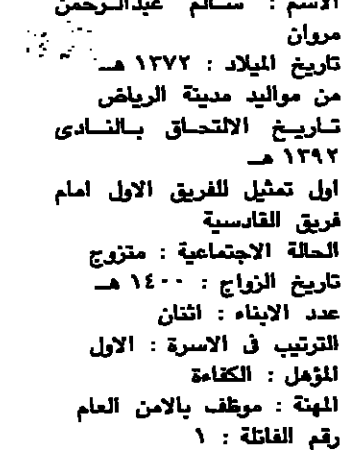 الاسم : سالم عبدالرحمن
مروان
تاريخ الميلاد : ١٣٧٢ هـ
من مواليد مدينة الرياض
تاريخ الالتحاق بالنادى
١٣٩٢ هـ
اول تمثيل للفريق الاول امام
فريق القادسية
الحالة الاجتماعية : متزوج
تاريخ الزواج : ١٤٠٠ هـ
عدد الابناء : اثنان
الترتيب فى الاسرة : الاول
المؤهل : الكفاءة
المهنة : موظف بالامن العام
رقم الفانلة : ١